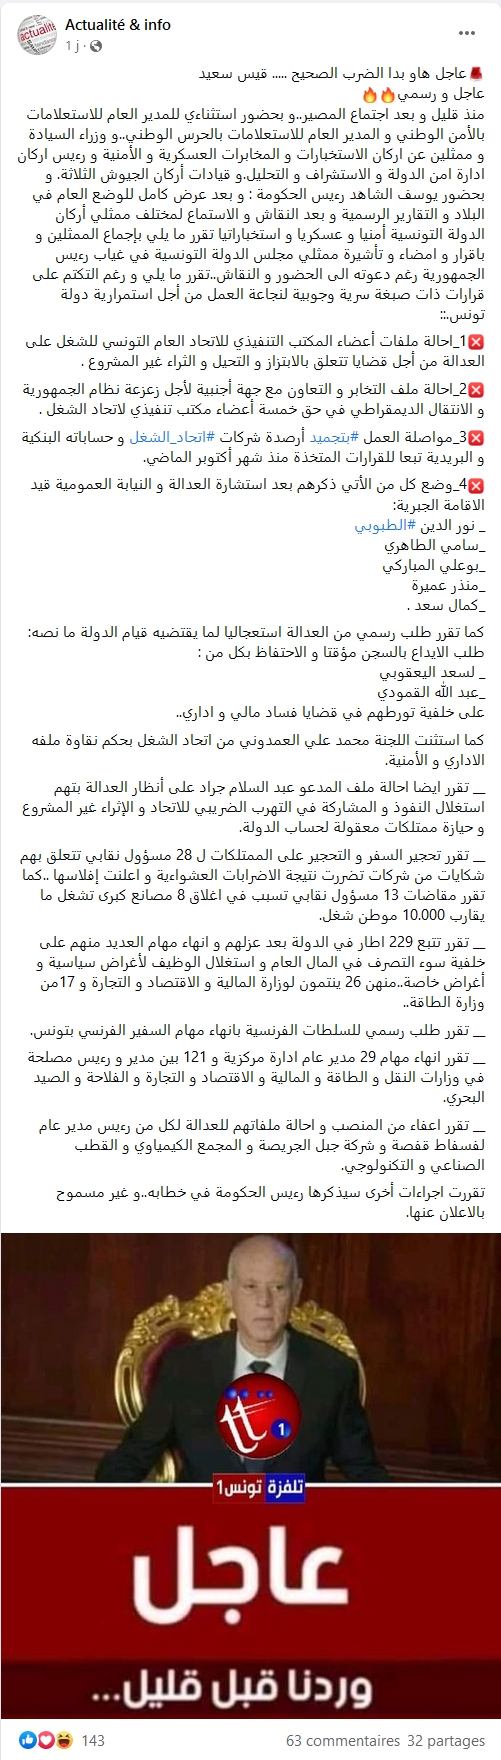 Actualité & info
1 j ·
عاجل هاو بدا الضرب الصحيح ..... قيس سعيد
عاجل و رسمي🔥🔥
منذ قليل و بعد اجتماع المصير..و بحضور استثناءي للمدير العام للاستعلامات
بالأمن الوطني و المدير العام للاستعلامات بالحرس الوطني..و وزراء السيادة
و ممثلين عن اركان الاستخبارات و المخابرات العسكرية و الأمنية و رءيس اركان
ادارة امن الدولة و الاستشراف و التحليل.و قيادات أركان الجيوش الثلاثة. و
بحضور يوسف الشاهد رءيس الحكومة : و بعد عرض كامل للوضع العام في
البلاد و التقارير الرسمية و بعد النقاش و الاستماع لمختلف ممثلي أركان
الدولة التونسية أمنيا و عسكريا و استخباراتيا تقرر ما يلي بإجماع الممثلين و
باقرار و امضاء و تأشيرة ممثلي مجلس الدولة التونسية في غياب رءيس
الجمهورية رغم دعوته الى الحضور و النقاش..تقرر ما يلي و رغم التكتم على
قرارات ذات صبغة سرية وجوبية لنجاعة العمل من أجل استمرارية دولة
تونس.::
❎1_احالة ملفات أعضاء المكتب التنفيذي للاتحاد العام التونسي للشغل على
العدالة من أجل قضايا تتعلق بالابتزاز و التحيل و الثراء غير المشروع .
❎2_احالة ملف التخابر و التعاون مع جهة أجنبية لأجل زعزعة نظام الجمهورية
و الانتقال الديمقراطي في حق خمسة أعضاء مكتب تنفيذي لاتحاد الشغل .
❎3_مواصلة العمل #بتجميد أرصدة شركات #اتحاد_الشغل و حساباته البنكية
و البريدية تبعا للقرارات المتخذة منذ شهر أكتوبر الماضي.
❎4_وضع كل من الأتي ذكرهم بعد استشارة العدالة و النيابة العمومية قيد
الاقامة الجبرية:
_ نور الدين #الطبوبي
_سامي الطاهري
_بوعلي المباركي
_منذر عميرة
_كمال سعد .
كما تقرر طلب رسمي من العدالة استعجاليا لما يقتضيه قيام الدولة ما نصه:
طلب الايداع بالسجن مؤقتا و الاحتفاظ بكل من :
_ لسعد اليعقوبي
_عبد الله القمودي
على خلفية تورطهم في قضايا فساد مالي و اداري..
كما استثنت اللجنة محمد علي العمدوني من اتحاد الشغل بحكم نقاوة ملفه
الاداري و الأمنية.
__ تقرر ايضا احالة ملف المدعو عبد السلام جراد على أنظار العدالة بتهم
استغلال النفوذ و المشاركة في التهرب الضريبي للاتحاد و الإثراء غير المشروع
و حيازة ممتلكات معقولة لحساب الدولة.
__ تقرر تحجير السفر و التحجير على الممتلكات ل 28 مسؤول نقابي تتعلق بهم
شكايات من شركات تضررت نتيجة الاضرابات العشواءية و اعلنت إفلاسها ..كما
تقرر مقاضات 13 مسؤول نقابي تسبب في اغلاق 8 مصانع كبرى تشغل ما
يقارب 10.000 موطن شغل.
__ تقرر تتبع 229 اطار في الدولة بعد عزلهم و انهاء مهام العديد منهم على
خلفية سوء التصرف في المال العام و استغلال الوظيف لأغراض سياسية و
أغراض خاصة..منهن 26 ينتمون لوزارة المالية و الاقتصاد و التجارة و 17من
وزارة الطاقة..
__ تقرر طلب رسمي للسلطات الفرنسية بانهاء مهام السفير الفرنسي بتونس.
__ تقرر انهاء مهام 29 مدير عام ادارة مركزية و 121 بين مدير و رءيس مصلحة
في وزارات النقل و الطاقة و المالية و الاقتصاد و التجارة و الفلاحة و الصيد
البحري.
__ تقرر اعفاء من المنصب و احالة ملفاتهم للعدالة لكل من رءيس مدير عام
لفسفاط قفصة و شركة جبل الجريصة و المجمع الكيمياوي و القطب
الصناعي و التكنولوجي.
تقررت اجراءات أخرى سيذكرها رءيس الحكومة في خطابه..و غير مسموح
بالاعلان عنها.
1
تلفزة تونس1
عاجل
وردنا قبل قليل...
143
63 commentaires 32 partages